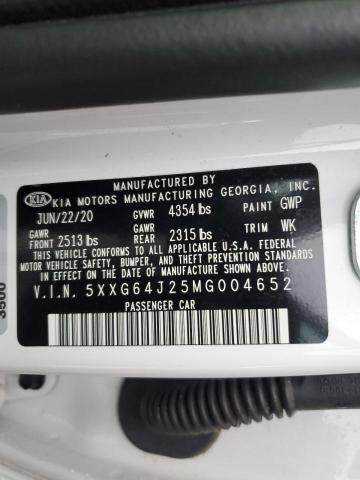 MANUFACTURED BY
KIA KIA MOTORS MANUFACTURING GEORGIA, INC.
JUN/22/20 GVWR 4354 lbs PAINT GWP
GAWR FRONT 2513 lbs GAWR REAR 2315 lbs TRIM WK
THIS VEHICLE CONFORMS TO ALL APPLICABLE U.S.A. FEDERAL
MOTOR VEHICLE SAFETY, BUMPER, AND THEFT PREVENTION
STANDARDS IN EFFECT ON THE DATE OF MANUFACTURE SHOWN ABOVE.
V.I.N. 5XXG64J25MG004652
PASSENGER CAR
3500